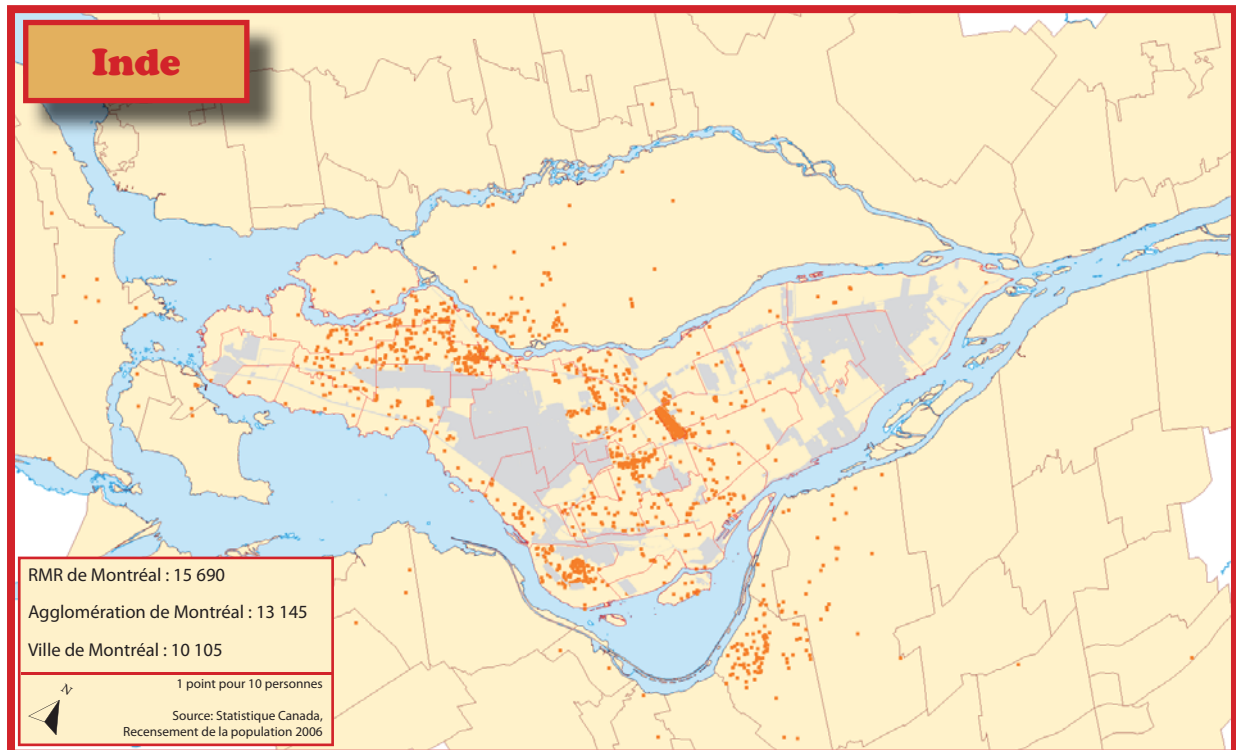 Inde
RMR de Montréal : 15 690
Agglomération de Montréal : 13 145
Ville de Montréal : 10 105
1 point pour 10 personnes
N
Source: Statistique Canada,
Recensement de la population 2006